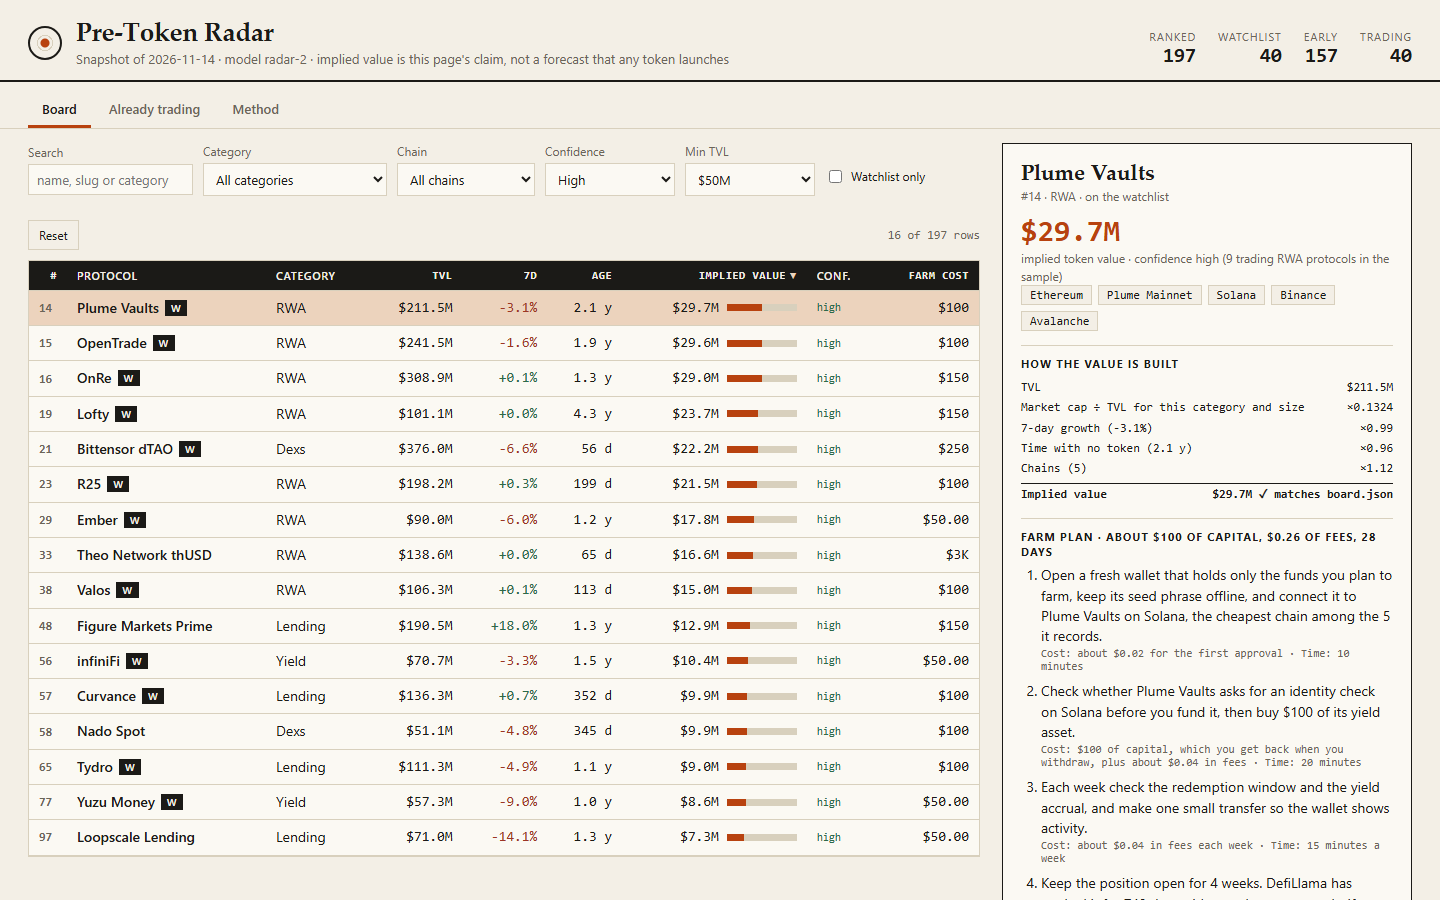 Pre-Token Radar
Snapshot of 2026-11-14 · model radar-2 · implied value is this page's claim, not a forecast that any token launches
RANKED WATCHLIST EARLY TRADING
197 40 157 40
Board Already trading Method
Search Category Chain Confidence Min TVL
name, slug or category All categories All chains High $50M Watchlist only
Reset 16 of 197 rows
# PROTOCOL CATEGORY TVL 7D AGE IMPLIED VALUE ▼ CONF. FARM COST
14 Plume Vaults W RWA $211.5M -3.1% 2.1 y $29.7M high $100
15 OpenTrade W RWA $241.5M -1.6% 1.9 y $29.6M high $100
16 OnRe W RWA $308.9M +0.1% 1.3 y $29.0M high $150
19 Lofty W RWA $101.1M +0.0% 4.3 y $23.7M high $150
21 Bittensor dTAO W Dexs $376.0M -6.6% 56 d $22.2M high $250
23 R25 W RWA $198.2M +0.3% 199 d $21.5M high $100
29 Ember W RWA $90.0M -6.0% 1.2 y $17.8M high $50.00
33 Theo Network thUSD RWA $138.6M +0.0% 65 d $16.6M high $3K
38 Valos W RWA $106.3M +0.1% 113 d $15.0M high $100
48 Figure Markets Prime Lending $190.5M +18.0% 1.3 y $12.9M high $150
56 infiniFi W Yield $70.7M -3.3% 1.5 y $10.4M high $50.00
57 Curvance W Lending $136.3M +0.7% 352 d $9.9M high $100
58 Nado Spot Dexs $51.1M -4.8% 345 d $9.9M high $100
65 Tydro W Lending $111.3M -4.9% 1.1 y $9.0M high $100
77 Yuzu Money W Yield $57.3M -9.0% 1.0 y $8.6M high $50.00
97 Loopscale Lending Lending $71.0M -14.1% 1.3 y $7.3M high $50.00
Plume Vaults
#14 · RWA · on the watchlist
$29.7M
implied token value · confidence high (9 trading RWA protocols in the
sample)
Ethereum Plume Mainnet Solana Binance
Avalanche
HOW THE VALUE IS BUILT
TVL $211.5M
Market cap ÷ TVL for this category and size ×0.1324
7-day growth (-3.1%) ×0.99
Time with no token (2.1 y) ×0.96
Chains (5) ×1.12
Implied value $29.7M ✓ matches board.json
FARM PLAN · ABOUT $100 OF CAPITAL, $0.26 OF FEES, 28
DAYS
1. Open a fresh wallet that holds only the funds you plan to
farm, keep its seed phrase offline, and connect it to
Plume Vaults on Solana, the cheapest chain among the 5
it records.
Cost: about $0.02 for the first approval · Time: 10
minutes
2. Check whether Plume Vaults asks for an identity check
on Solana before you fund it, then buy $100 of its yield
asset.
Cost: $100 of capital, which you get back when you
withdraw, plus about $0.04 in fees · Time: 20 minutes
3. Each week check the redemption window and the yield
accrual, and make one small transfer so the wallet shows
activity.
Cost: about $0.04 in fees each week · Time: 15 minutes a
week
4. Keep the position open for 4 weeks. DefiLlama has